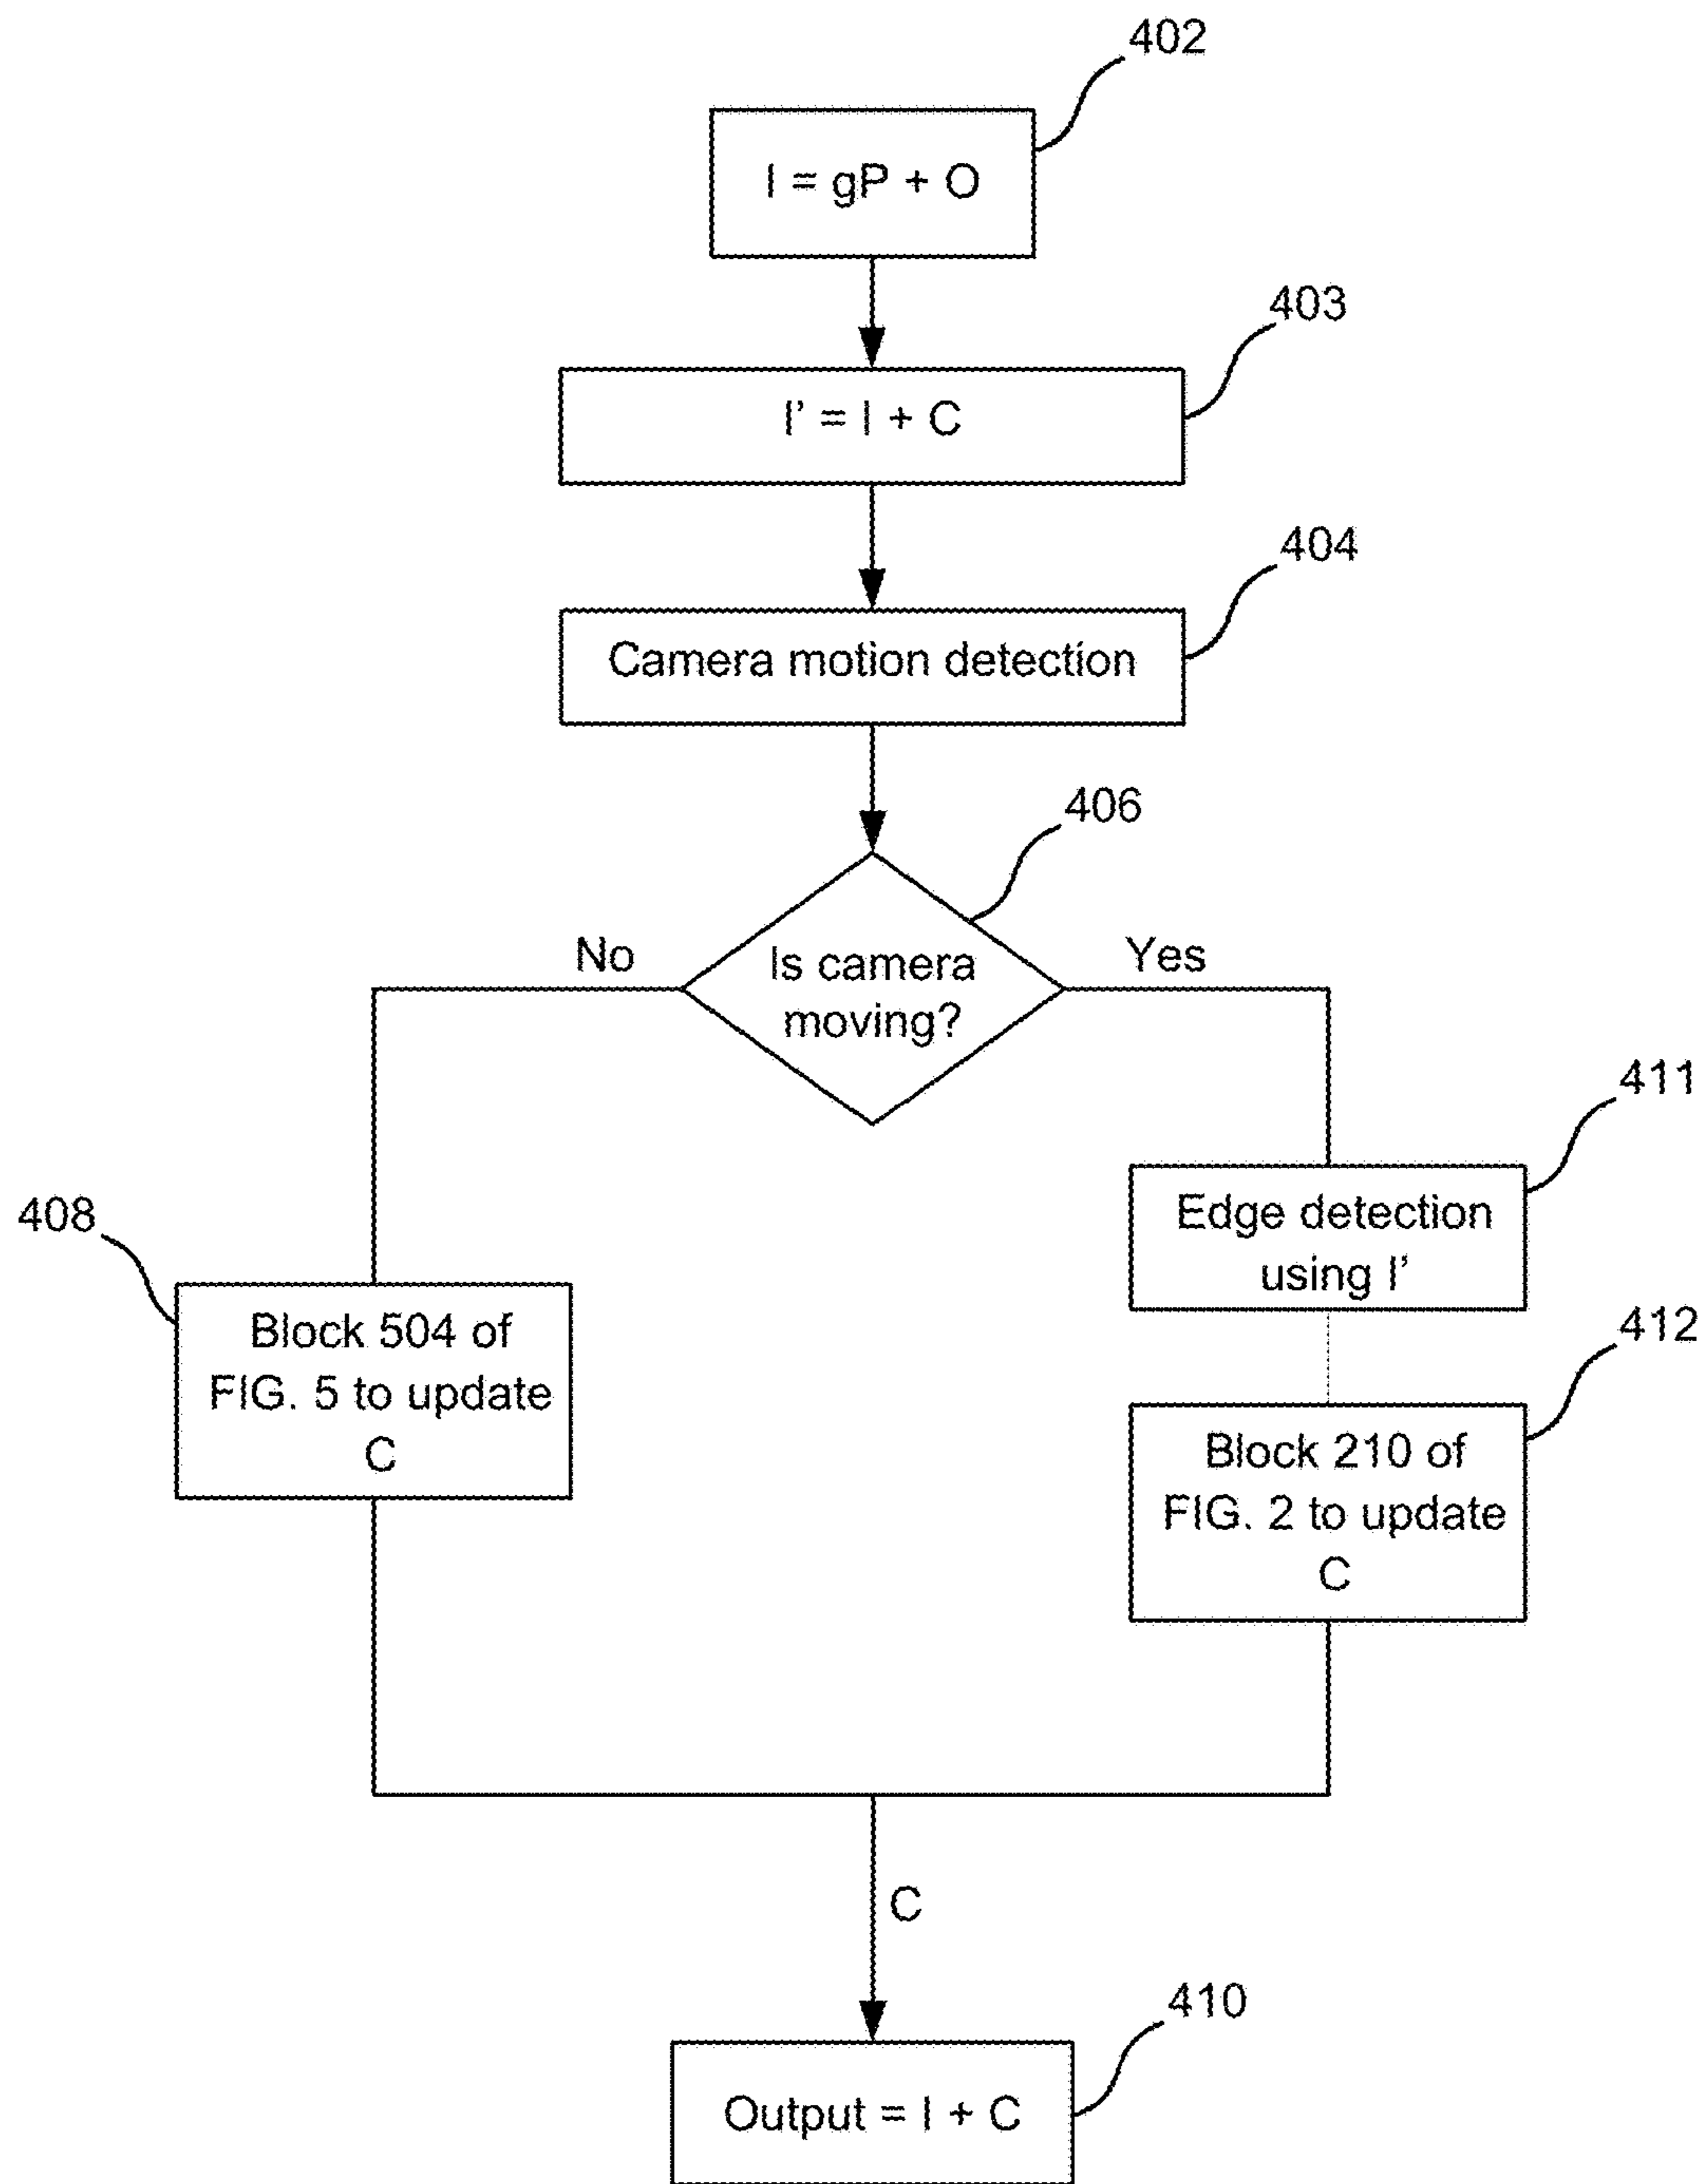 402
I = gP + O
403
I' = I + C
404
Camera motion detection
406
No
Is camera
moving?
Yes
411
Edge detection
using I'
408
Block 504 of
FIG. 5 to update
C
412
Block 210 of
FIG. 2 to update
C
C
410
Output = I + C